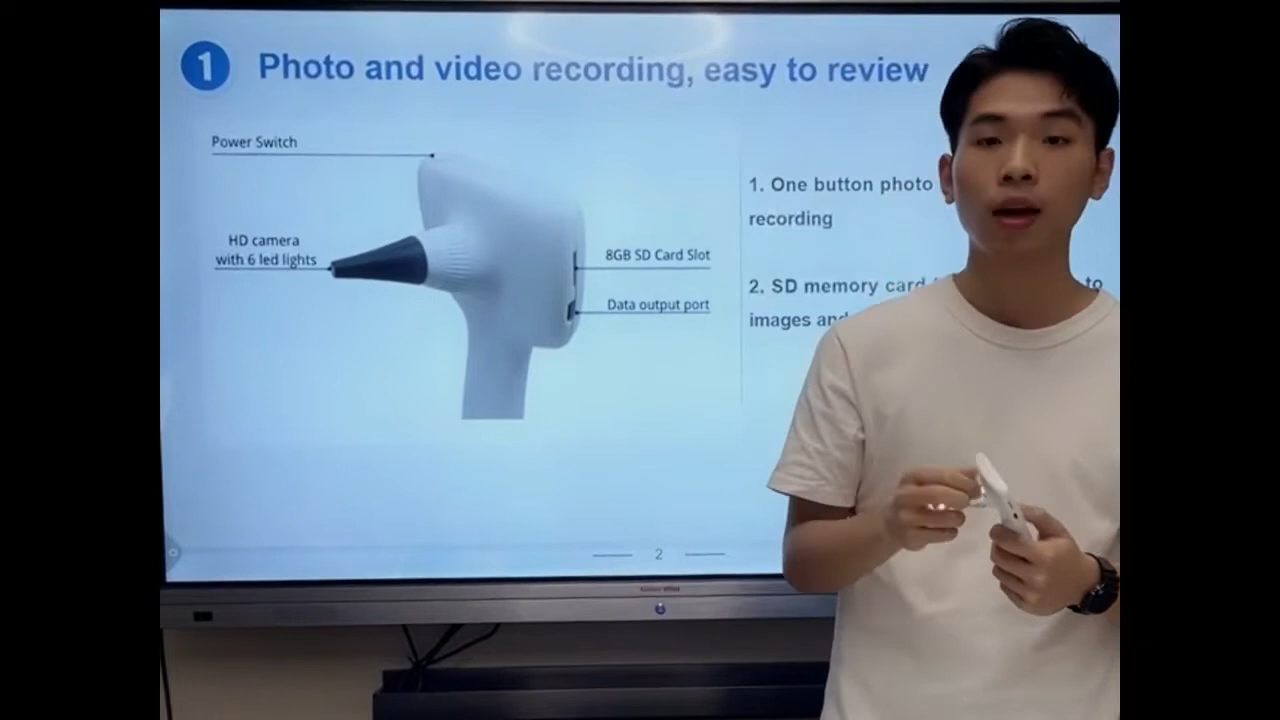 1 Photo and video recording, easy to review
Power Switch
HD camera
with 6 led lights
8GB SD Card Slot
Data output port
1. One button photo
recording
2. SD memory card to
images and
2